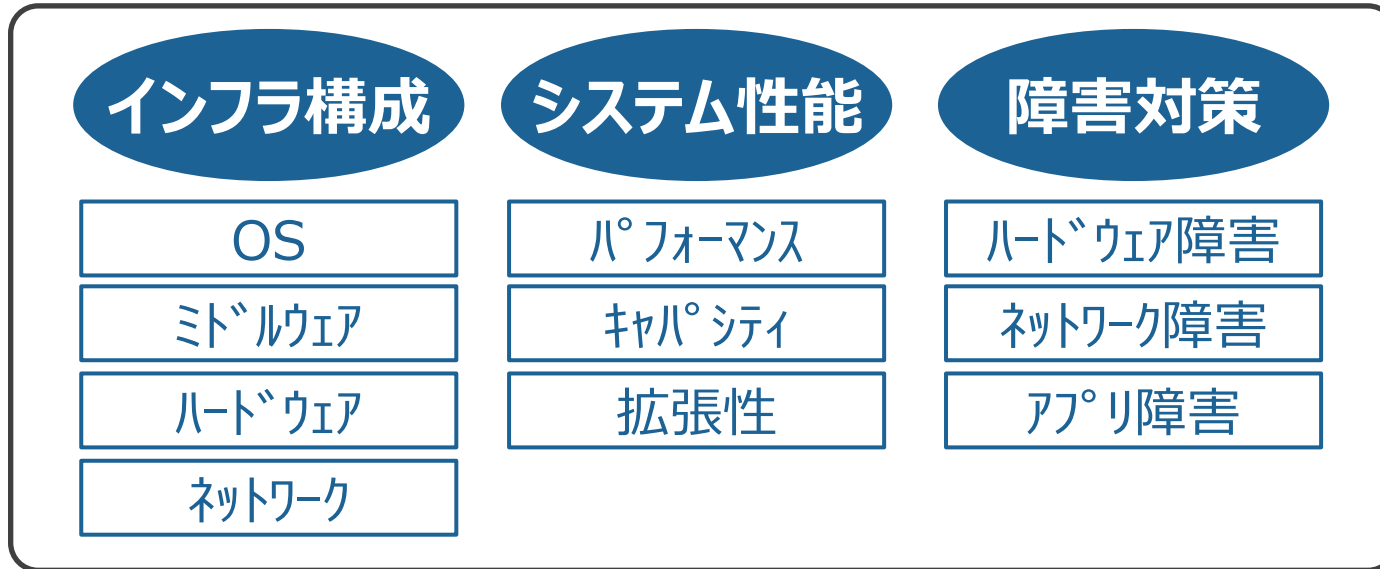 インフラ構成
OS
ﾐﾄﾞﾙｳｪｱ
ﾊｰﾄﾞｳｪｱ
ﾈｯﾄﾜｰｸ
システム性能
ﾊﾟﾌｫｰﾏﾝｽ
ｷｬﾊﾟｼﾃｨ
拡張性
障害対策
ﾊｰﾄﾞｳｪｱ障害
ﾈｯﾄﾜｰｸ障害
ｱﾌﾟﾘ障害